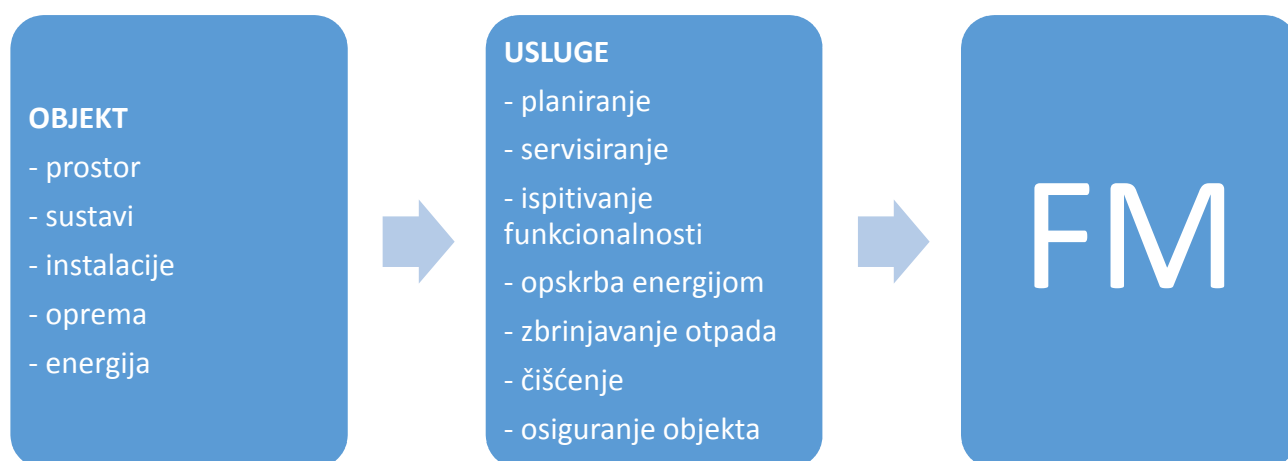 OBJEKT
- prostor
- sustavi
- instalacije
- oprema
- energija
USLUGE
- planiranje
- servisiranje
- ispitivanje
funkcionalnosti
- opskrba energijom
- zbrinjavanje otpada
- čišćenje
- osiguranje objekta
FM